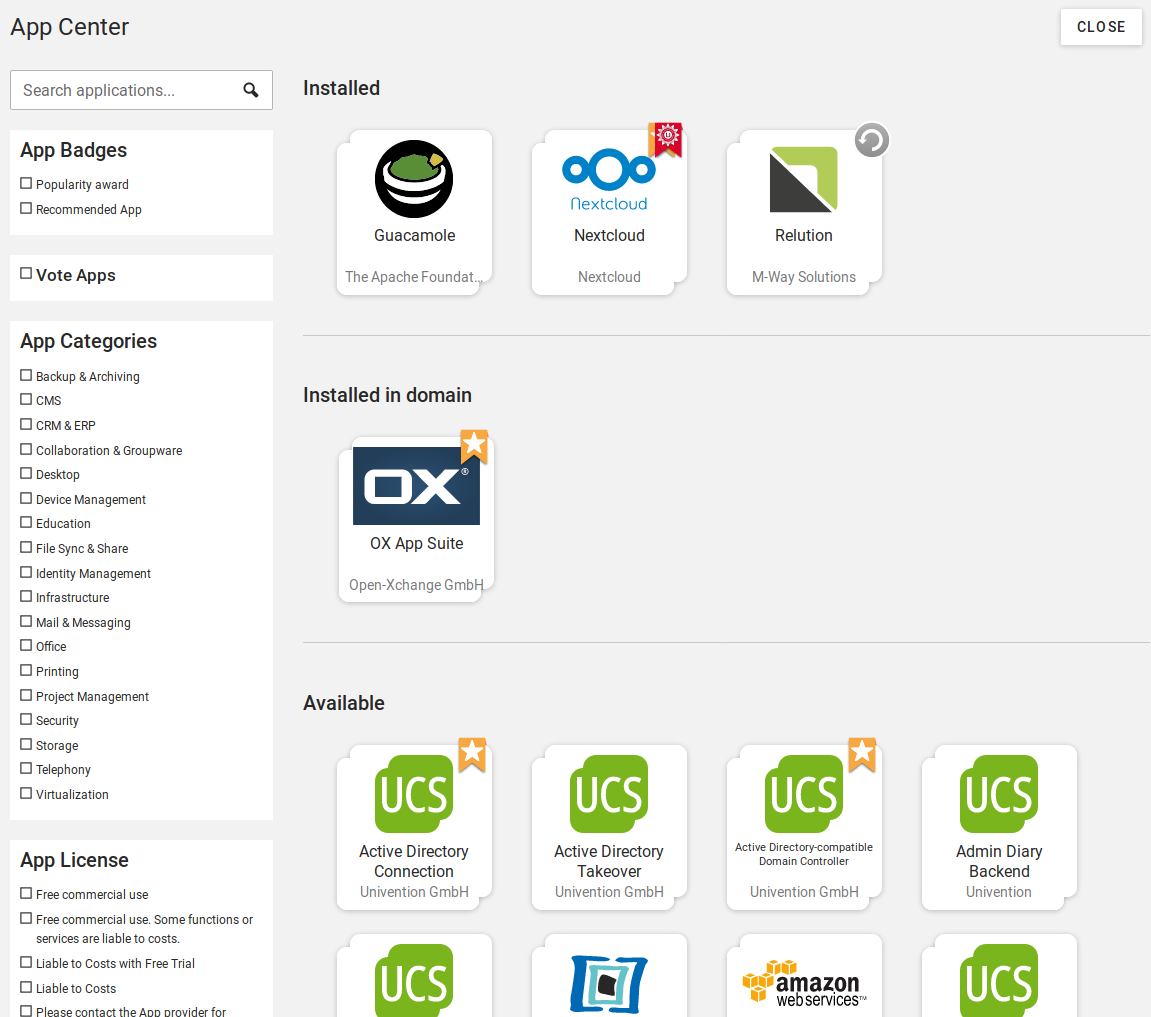 App Center
CLOSE
Search applications...
App Badges
Popularity award
Recommended App
Vote Apps
App Categories
Backup & Archiving
CMS
CRM & ERP
Collaboration & Groupware
Desktop
Device Management
Education
File Sync & Share
Identity Management
Infrastructure
Mail & Messaging
Office
Printing
Project Management
Security
Storage
Telephony
Virtualization
App License
Free commercial use
Free commercial use. Some functions or
services are liable to costs.
Liable to Costs with Free Trial
Liable to Costs
Please contact the App provider for
Installed
Guacamole
The Apache Foundat...
Nextcloud
Nextcloud
Nextcloud
Relution
M-Way Solutions
Installed in domain
OX®
OX App Suite
Open-Xchange GmbH
Available
UCS
Active Directory
Connection
Univention GmbH
UCS
Active Directory
Takeover
Univention GmbH
UCS
Active Directory-compatible
Domain Controller
Univention GmbH
UCS
Admin Diary
Backend
Univention
UCS
amazon
webservices™
UCS